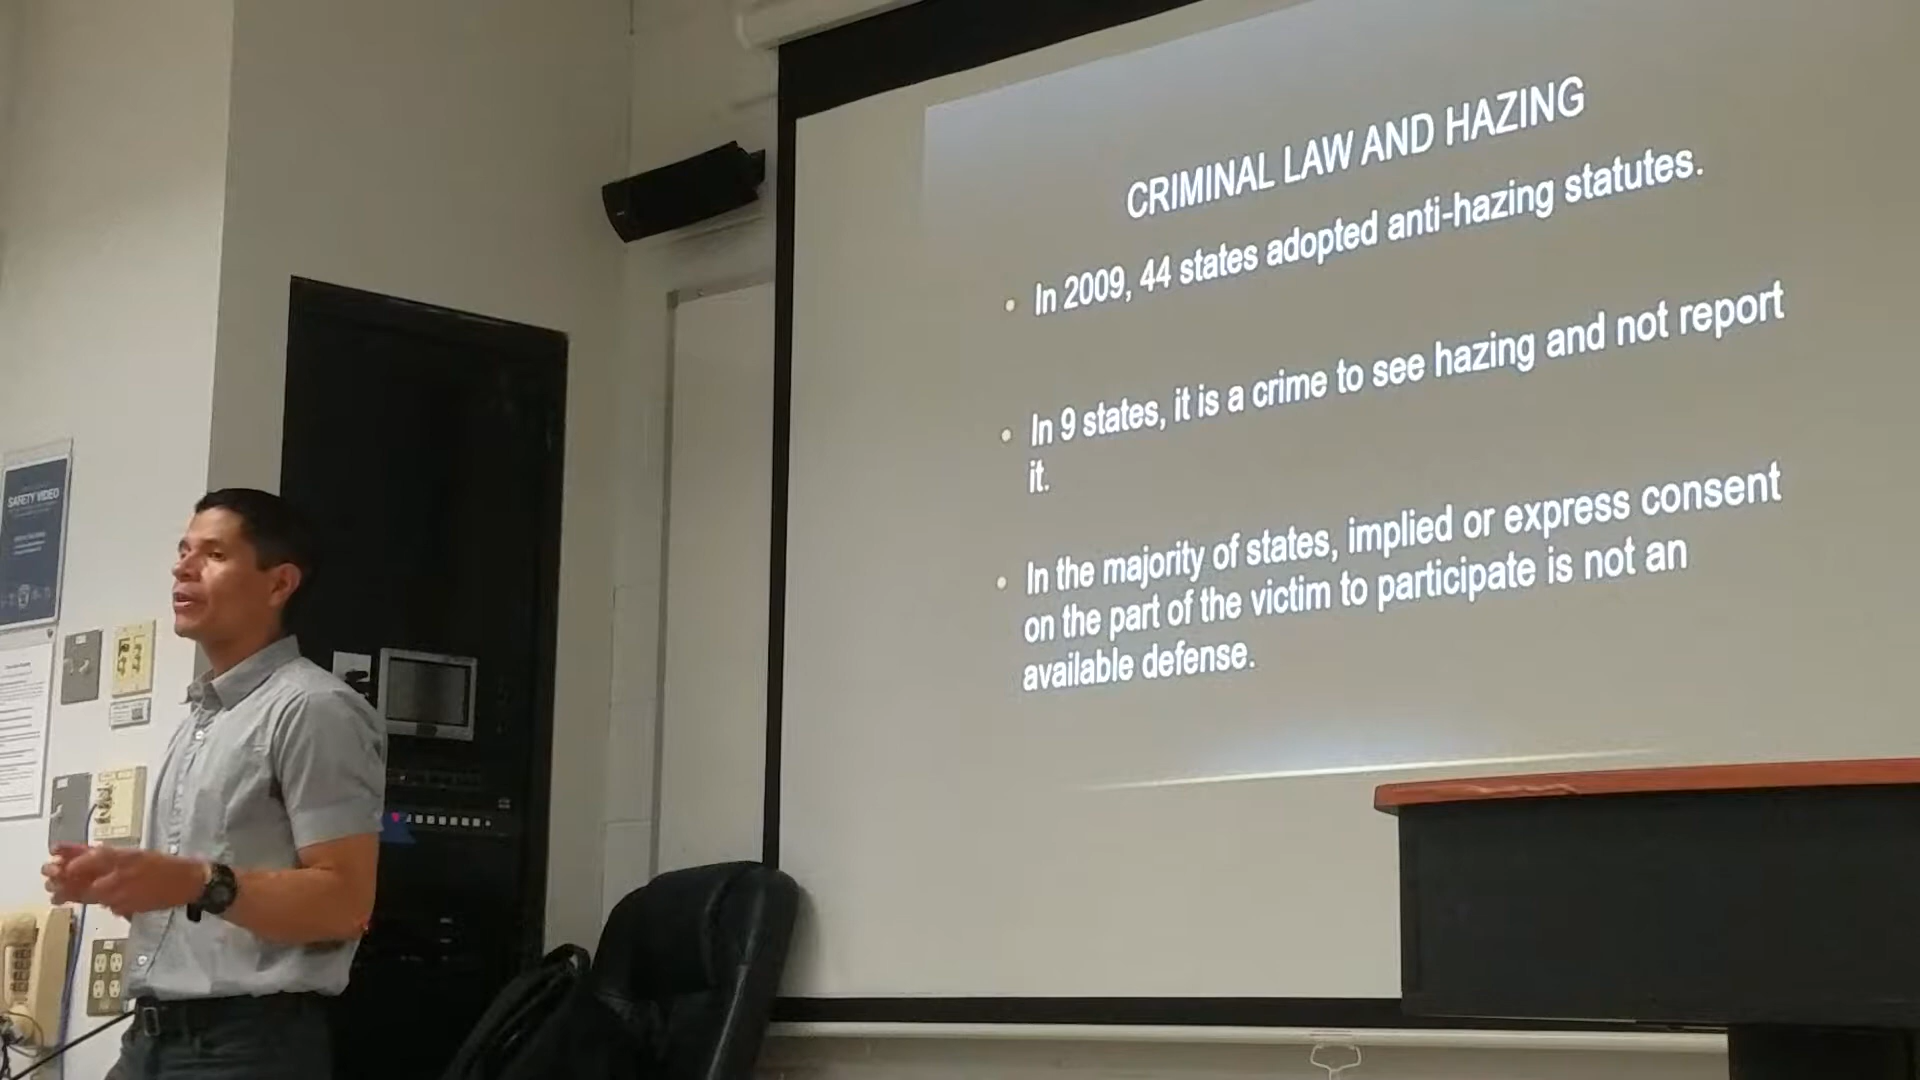 CRIMINAL LAW AND HAZING
• In 2009, 44 states adopted anti-hazing statutes.
• In 9 states, it is a crime to see hazing and not report
it.
• In the majority of states, implied or express consent
on the part of the victim to participate is not an
available defense.
SAFETY VIDEO